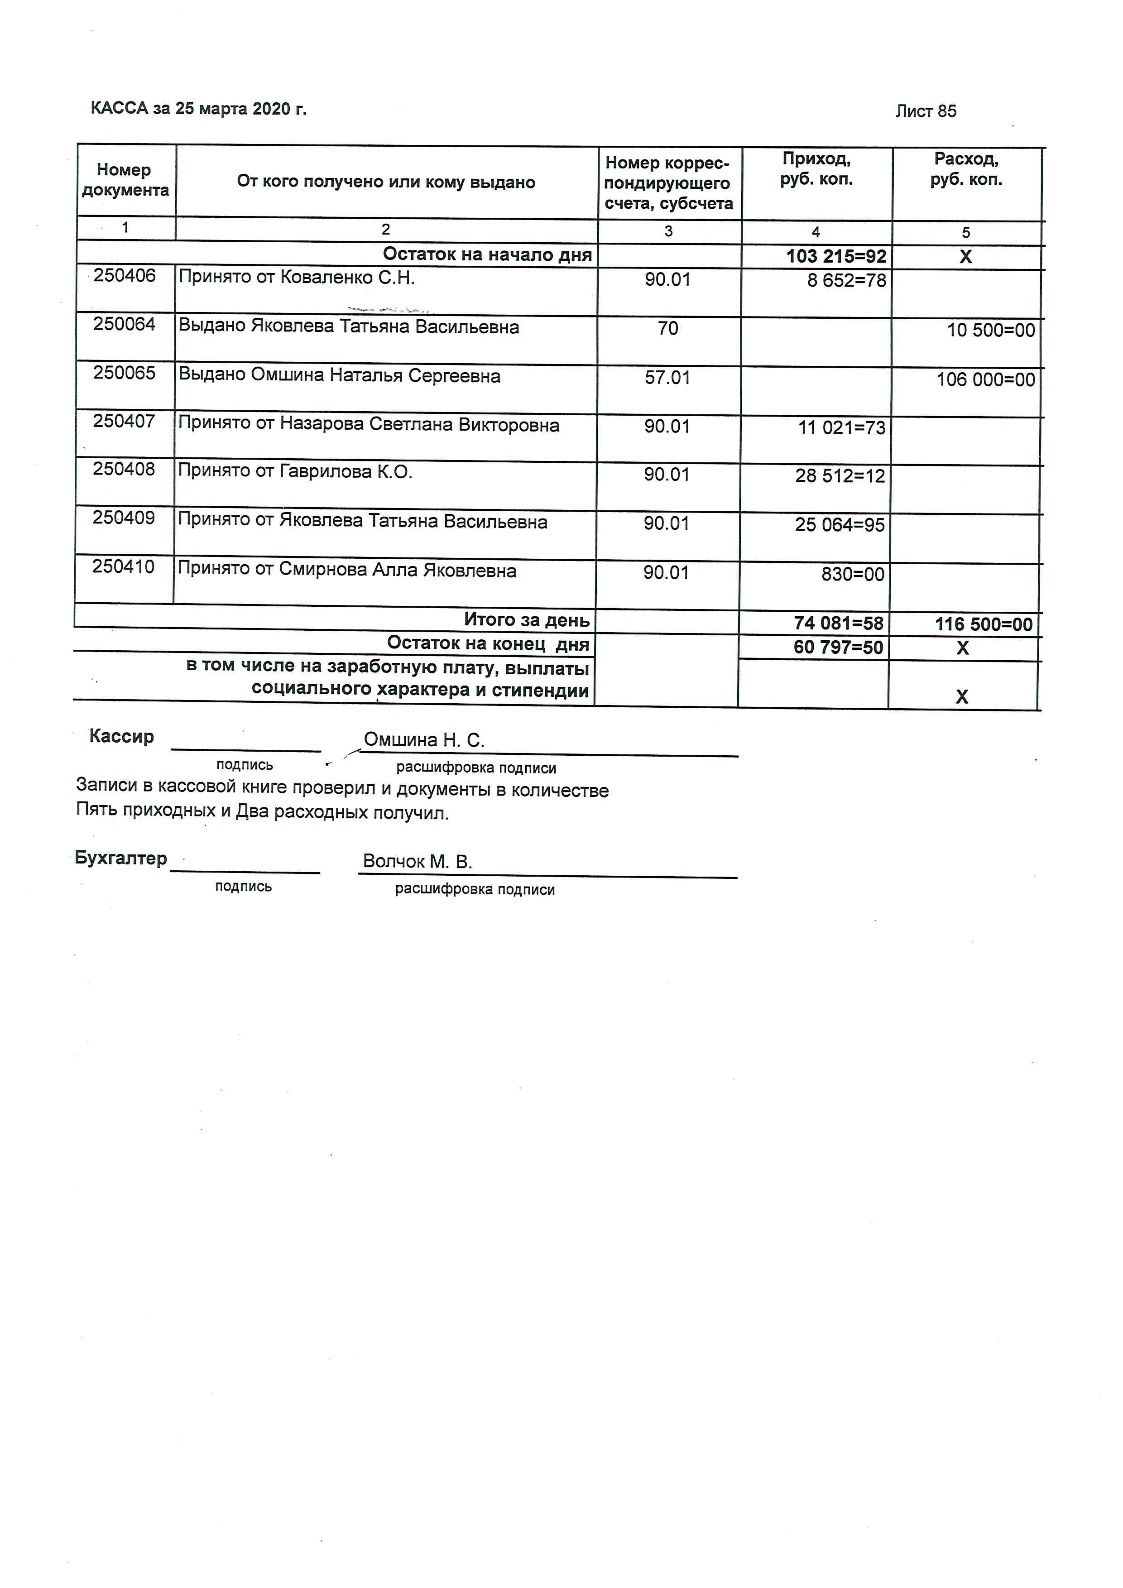 КАССА за 25 марта 2020 г.
Лист 85
Номер документа От кого получено или кому выдано Номер коррес-пондирующего счета, субсчета Приход, руб. коп. Расход, руб. коп.
1 2 3 4 5
Остаток на начало дня 103 215=92 X
250406 Принято от Коваленко С.Н. 90.01 8 652=78
250064 Выдано Яковлева Татьяна Васильевна 70 10 500=00
250065 Выдано Омшина Наталья Сергеевна 57.01 106 000=00
250407 Принято от Назарова Светлана Викторовна 90.01 11 021=73
250408 Принято от Гаврилова К.О. 90.01 28 512=12
250409 Принято от Яковлева Татьяна Васильевна 90.01 25 064=95
250410 Принято от Смирнова Алла Яковлевна 90.01 830=00
Итого за день 74 081=58 116 500=00
Остаток на конец дня 60 797=50 X
в том числе на заработную плату, выплаты
социального характера и стипендии X
Кассир Омшина Н. С.
подпись расшифровка подписи
Записи в кассовой книге проверил и документы в количестве
Пять приходных и Два расходных получил.
Бухгалтер Волчок М. В.
подпись расшифровка подписи